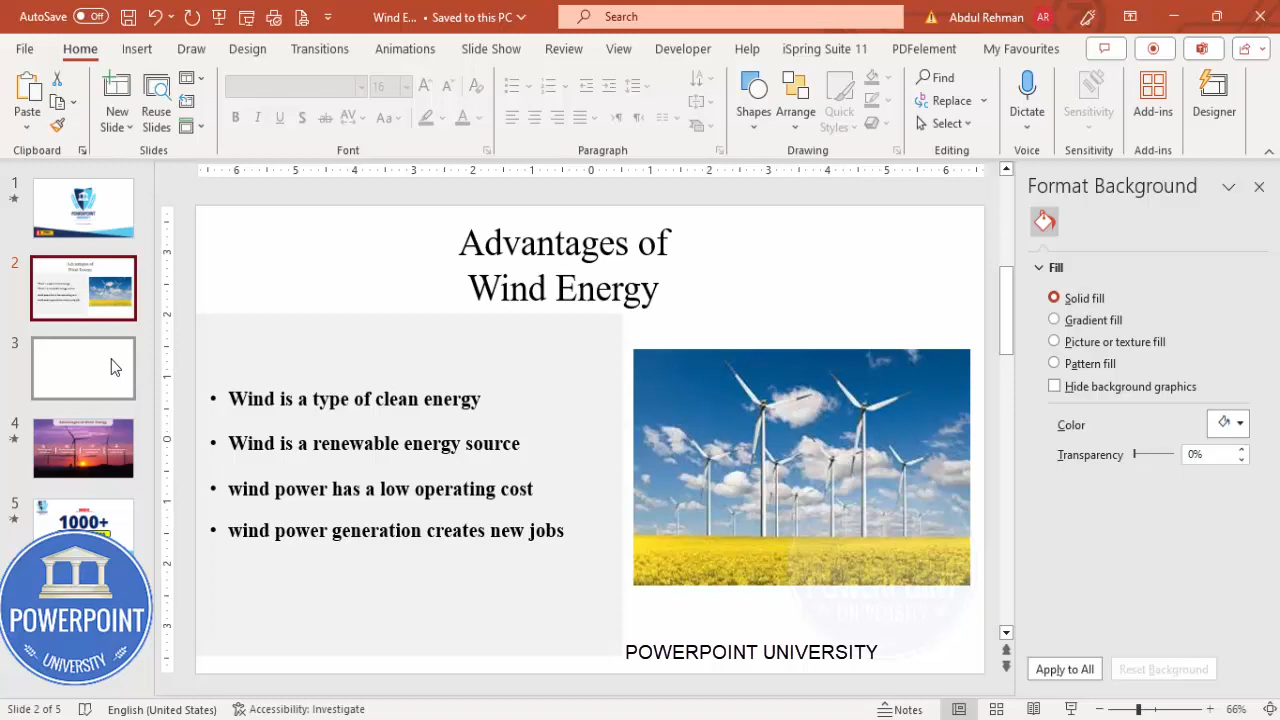 AutoSave Off Wind E... • Saved to this PC Search Abdul Rehman AR
File Home Insert Draw Design Transitions Animations Slide Show Review View Developer Help iSpring Suite 11 PDFelement My Favourites
Paste New Slide Reuse Slides 16 Shapes Arrange Quick Styles Find Replace Select Dictate Sensitivity Add-ins Designer
Clipboard Slides Font Paragraph Drawing Editing Voice Sensitivity Add-ins
1
2
3
4
5
1000+
POWERPOINT
UNIVERSITY
Advantages of
Wind Energy
• Wind is a type of clean energy
• Wind is a renewable energy source
• wind power has a low operating cost
• wind power generation creates new jobs
POWERPOINT UNIVERSITY
Format Background
Fill
Solid fill
Gradient fill
Picture or texture fill
Pattern fill
Hide background graphics
Color
Transparency 0%
Apply to All Reset Background
Slide 2 of 5 English (United States) Accessibility: Investigate Notes 66%